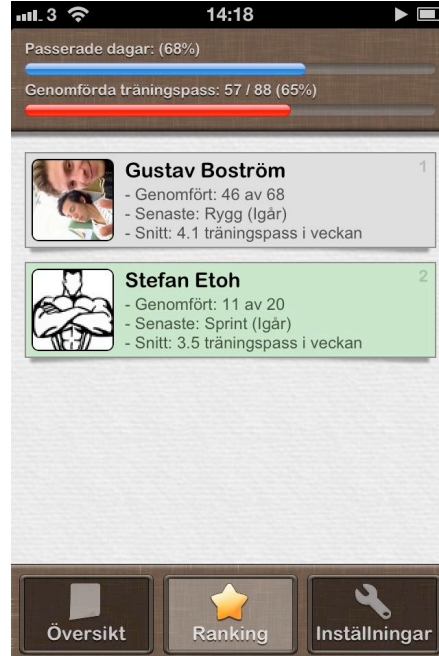 3 14:18
Passerade dagar: (68%)
Genomförda träningspass: 57 / 88 (65%)
Gustav Boström 1
- Genomfört: 46 av 68
- Senaste: Rygg (Igår)
- Snitt: 4.1 träningspass i veckan
Stefan Etoh 2
- Genomfört: 11 av 20
- Senaste: Sprint (Igår)
- Snitt: 3.5 träningspass i veckan
Översikt Ranking Inställningar